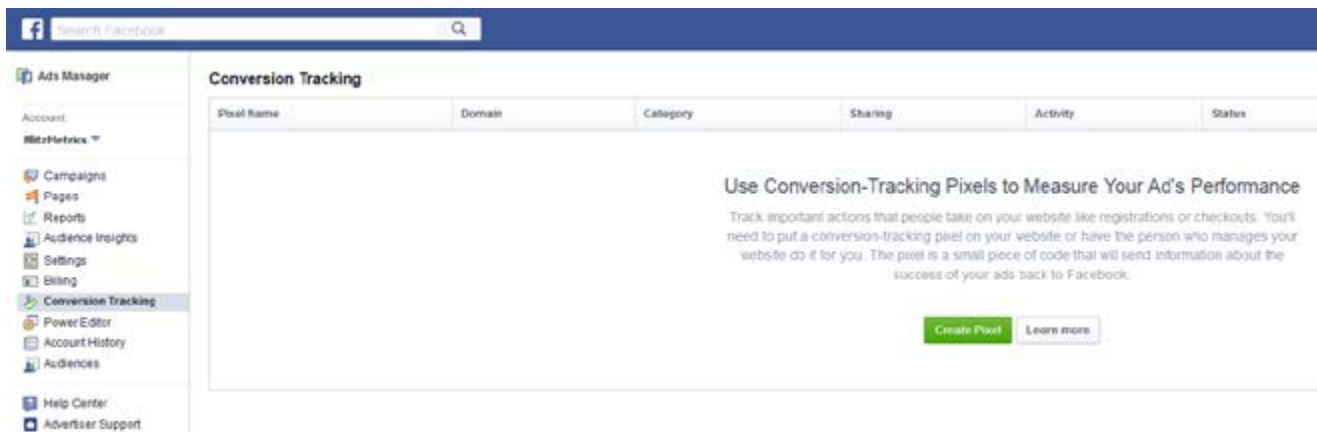 f
Search Facebook
Ads Manager
Account
BlitzMetrics
Campaigns
Pages
Reports
Audience Insights
Settings
Billing
Conversion Tracking
Power Editor
Account History
Audiences
Help Center
Advertiser Support
Conversion Tracking
Pixel Name Domain Category Sharing Activity Status
Use Conversion-Tracking Pixels to Measure Your Ad's Performance
Track important actions that people take on your website like registrations or checkouts. You'll
need to put a conversion-tracking pixel on your website or have the person who manages your
website do it for you. The pixel is a small piece of code that will send information about the
success of your ads back to Facebook.
Create Pixel Learn more